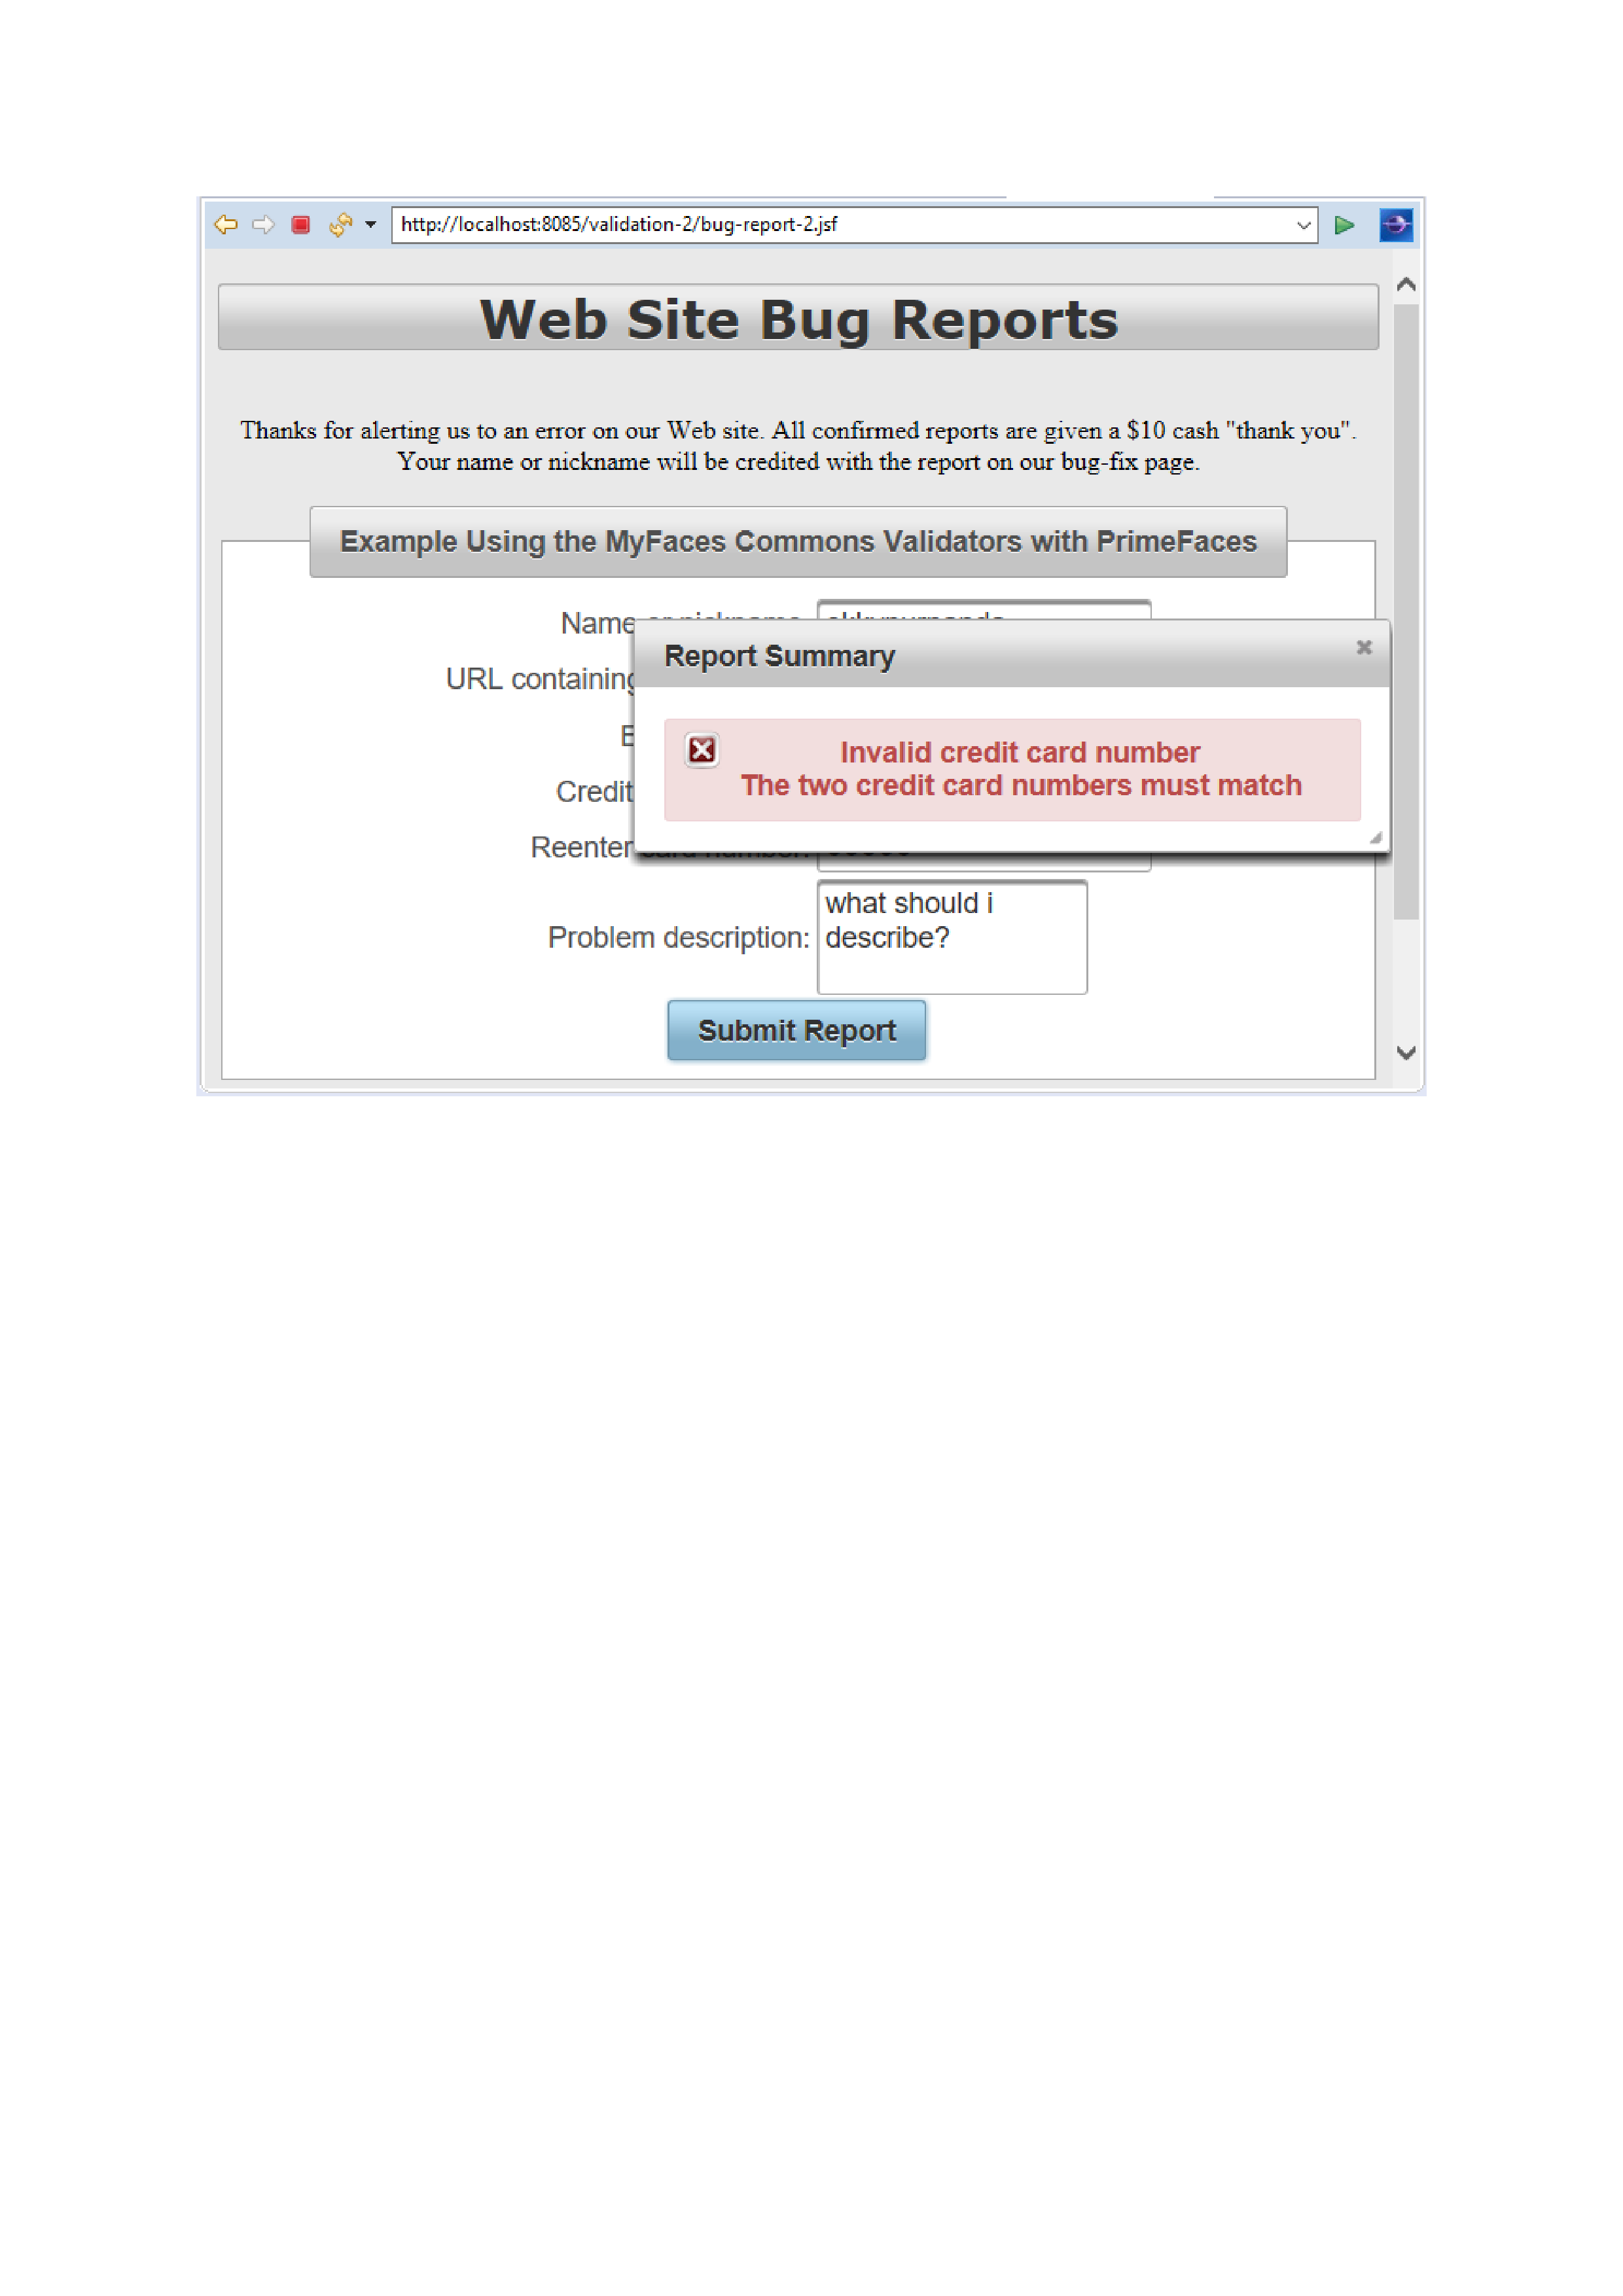 http://localhost:8085/validation-2/bug-report-2.jsf
Web Site Bug Reports
Thanks for alerting us to an error on our Web site. All confirmed reports are given a $10 cash "thank you".
Your name or nickname will be credited with the report on our bug-fix page.
Example Using the MyFaces Commons Validators with PrimeFaces
Name or nickname:
URL containing
Report Summary
Invalid credit card number
The two credit card numbers must match
Credit
Reenter card number:
Problem description:
what should i
describe?
Submit Report